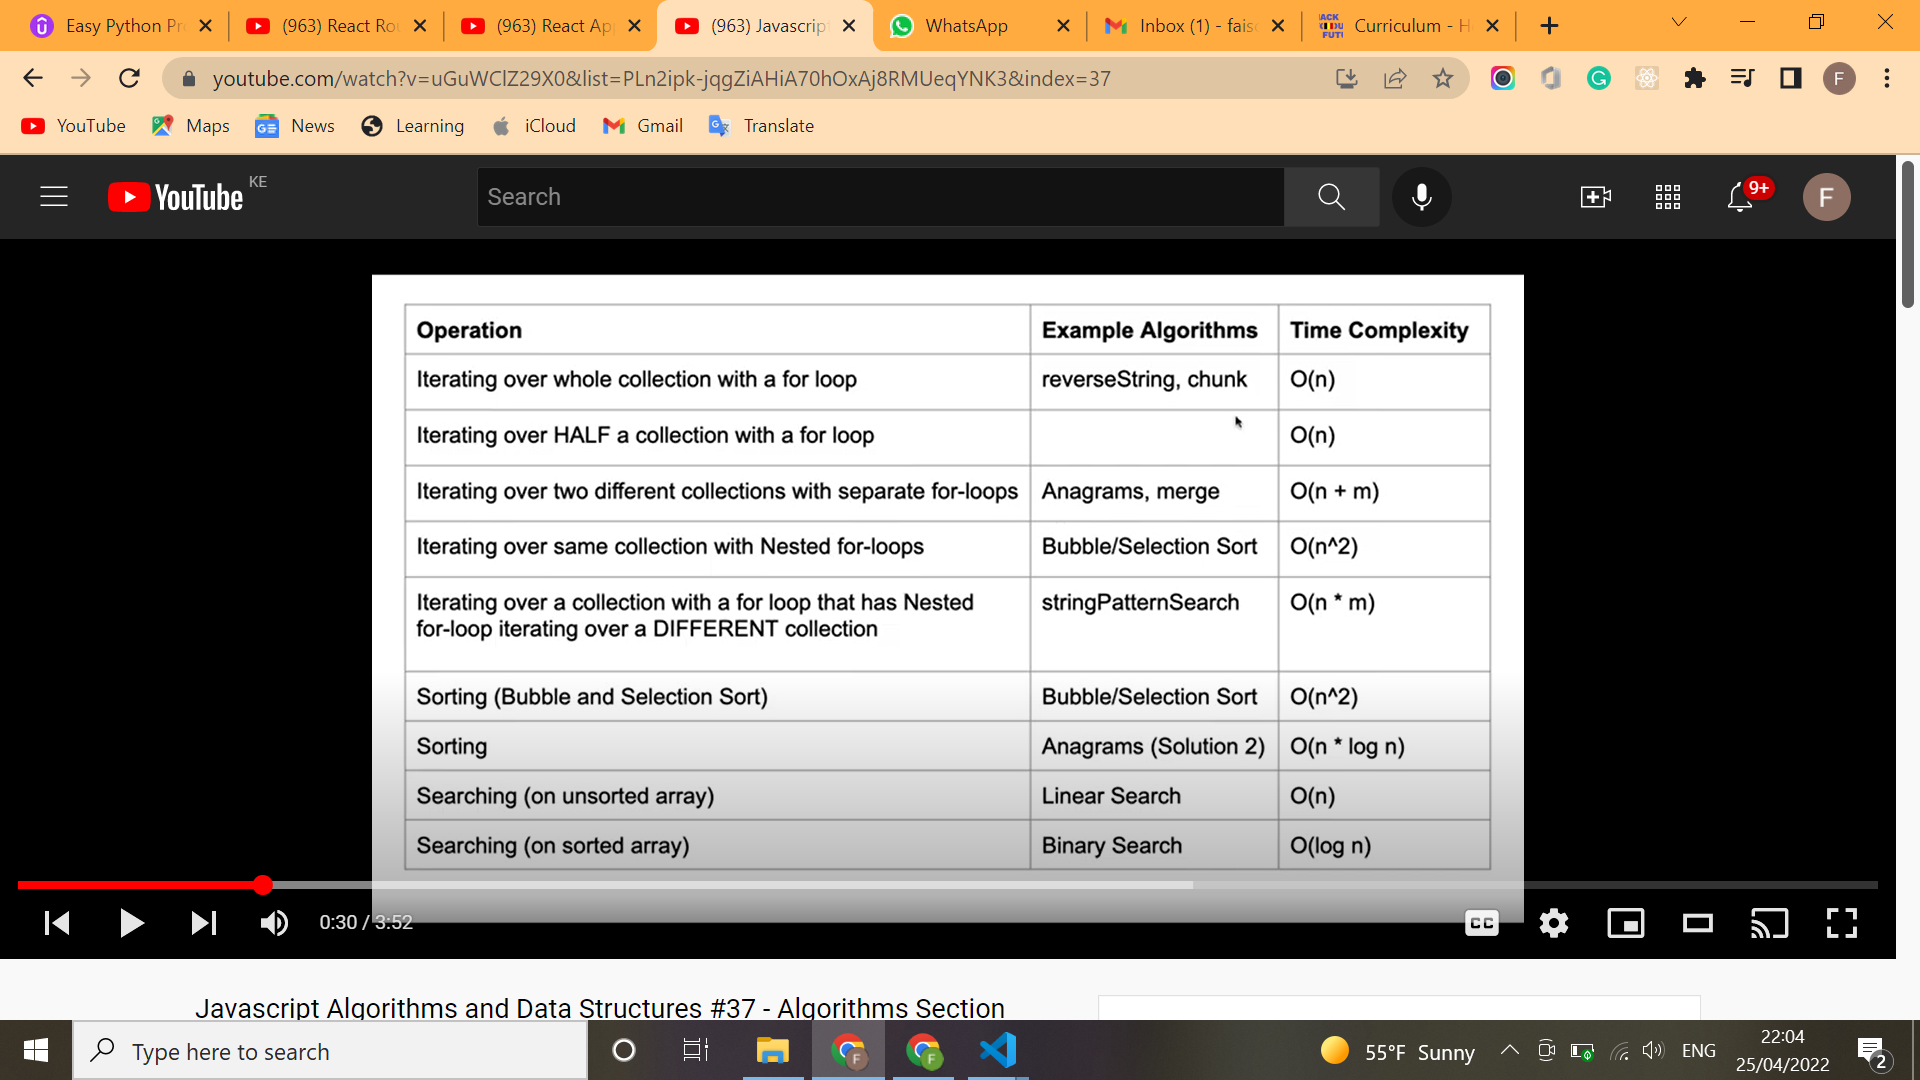 Easy Python Pr
(963) React Rou
(963) React Ap
(963) Javascrip
WhatsApp
Inbox (1) - fais
Curriculum - H
youtube.com/watch?v=uGuWClZ29X0&list=PLn2ipk-jqgZiAHiA70hOxAj8RMUeqYNK3&index=37
F
YouTube Maps News Learning iCloud Gmail Translate
YouTube KE
Search
9+
F
Operation Example Algorithms Time Complexity
Iterating over whole collection with a for loop reverseString, chunk O(n)
Iterating over HALF a collection with a for loop O(n)
Iterating over two different collections with separate for-loops Anagrams, merge O(n + m)
Iterating over same collection with Nested for-loops Bubble/Selection Sort O(n^2)
Iterating over a collection with a for loop that has Nested stringPatternSearch O(n * m)
for-loop iterating over a DIFFERENT collection
Sorting (Bubble and Selection Sort) Bubble/Selection Sort O(n^2)
Sorting Anagrams (Solution 2) O(n * log n)
Searching (on unsorted array) Linear Search O(n)
Searching (on sorted array) Binary Search O(log n)
0:30 / 3:52
CC
Javascript Algorithms and Data Structures #37 - Algorithms Section
Type here to search
55°F Sunny
ENG
22:04
25/04/2022
2